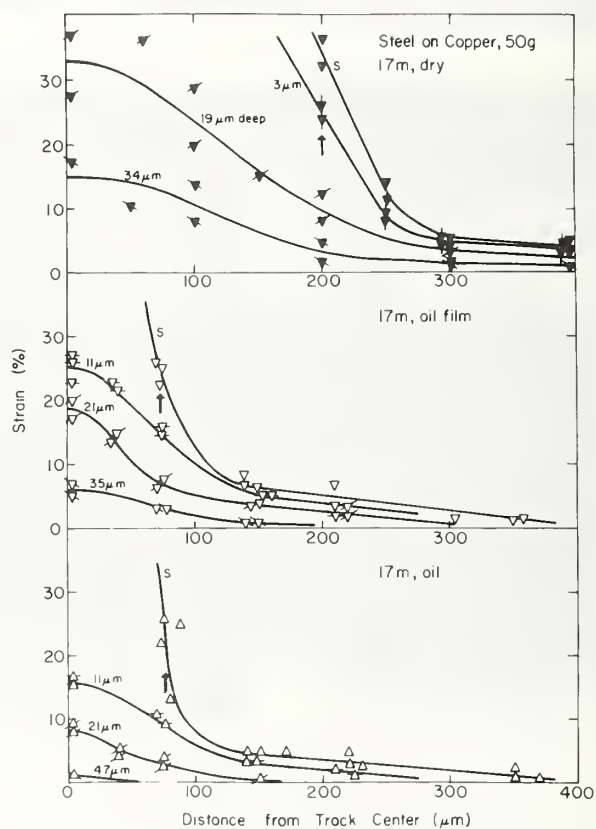 Steel on Copper, 50g
17m, dry
30
20
10
0
S
3μm
19μm deep
34μm
100
200
300
17m, oil film
30
20
10
0
S
11μm
21μm
35μm
100
200
300
Strain (%)
17m, oil
30
20
10
0
S
11μm
21μm
47μm
0
100
200
300
400
Distance from Track Center (μm)